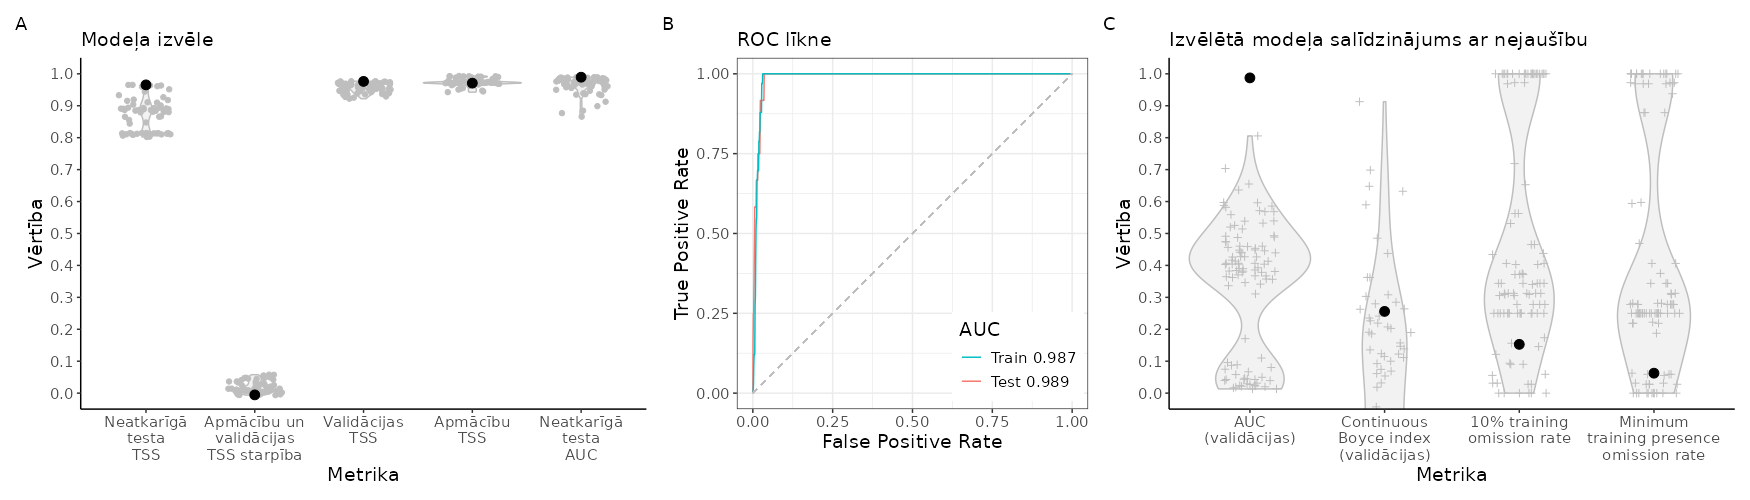 A
Modeļa izvēle
Vērtība
1.0
0.9
0.8
0.7
0.6
0.5
0.4
0.3
0.2
0.1
0.0
Neatkarīgā
testa
TSS
Apmācību un
validācijas
TSS starpība
Validācijas
TSS
Apmācību
TSS
Neatkarīgā
testa
AUC
Metrika
B
ROC līkne
True Positive Rate
1.00
0.75
0.50
0.25
0.00
AUC
Train 0.987
Test 0.989
0.00
0.25
0.50
0.75
1.00
False Positive Rate
C
Izvēlētā modeļa salīdzinājums ar nejaušību
Vērtība
1.0
0.9
0.8
0.7
0.6
0.5
0.4
0.3
0.2
0.1
0.0
AUC
(validācijas)
Continuous
Boyce index
(validācijas)
10% training
omission rate
Minimum
training presence
omission rate
Metrika